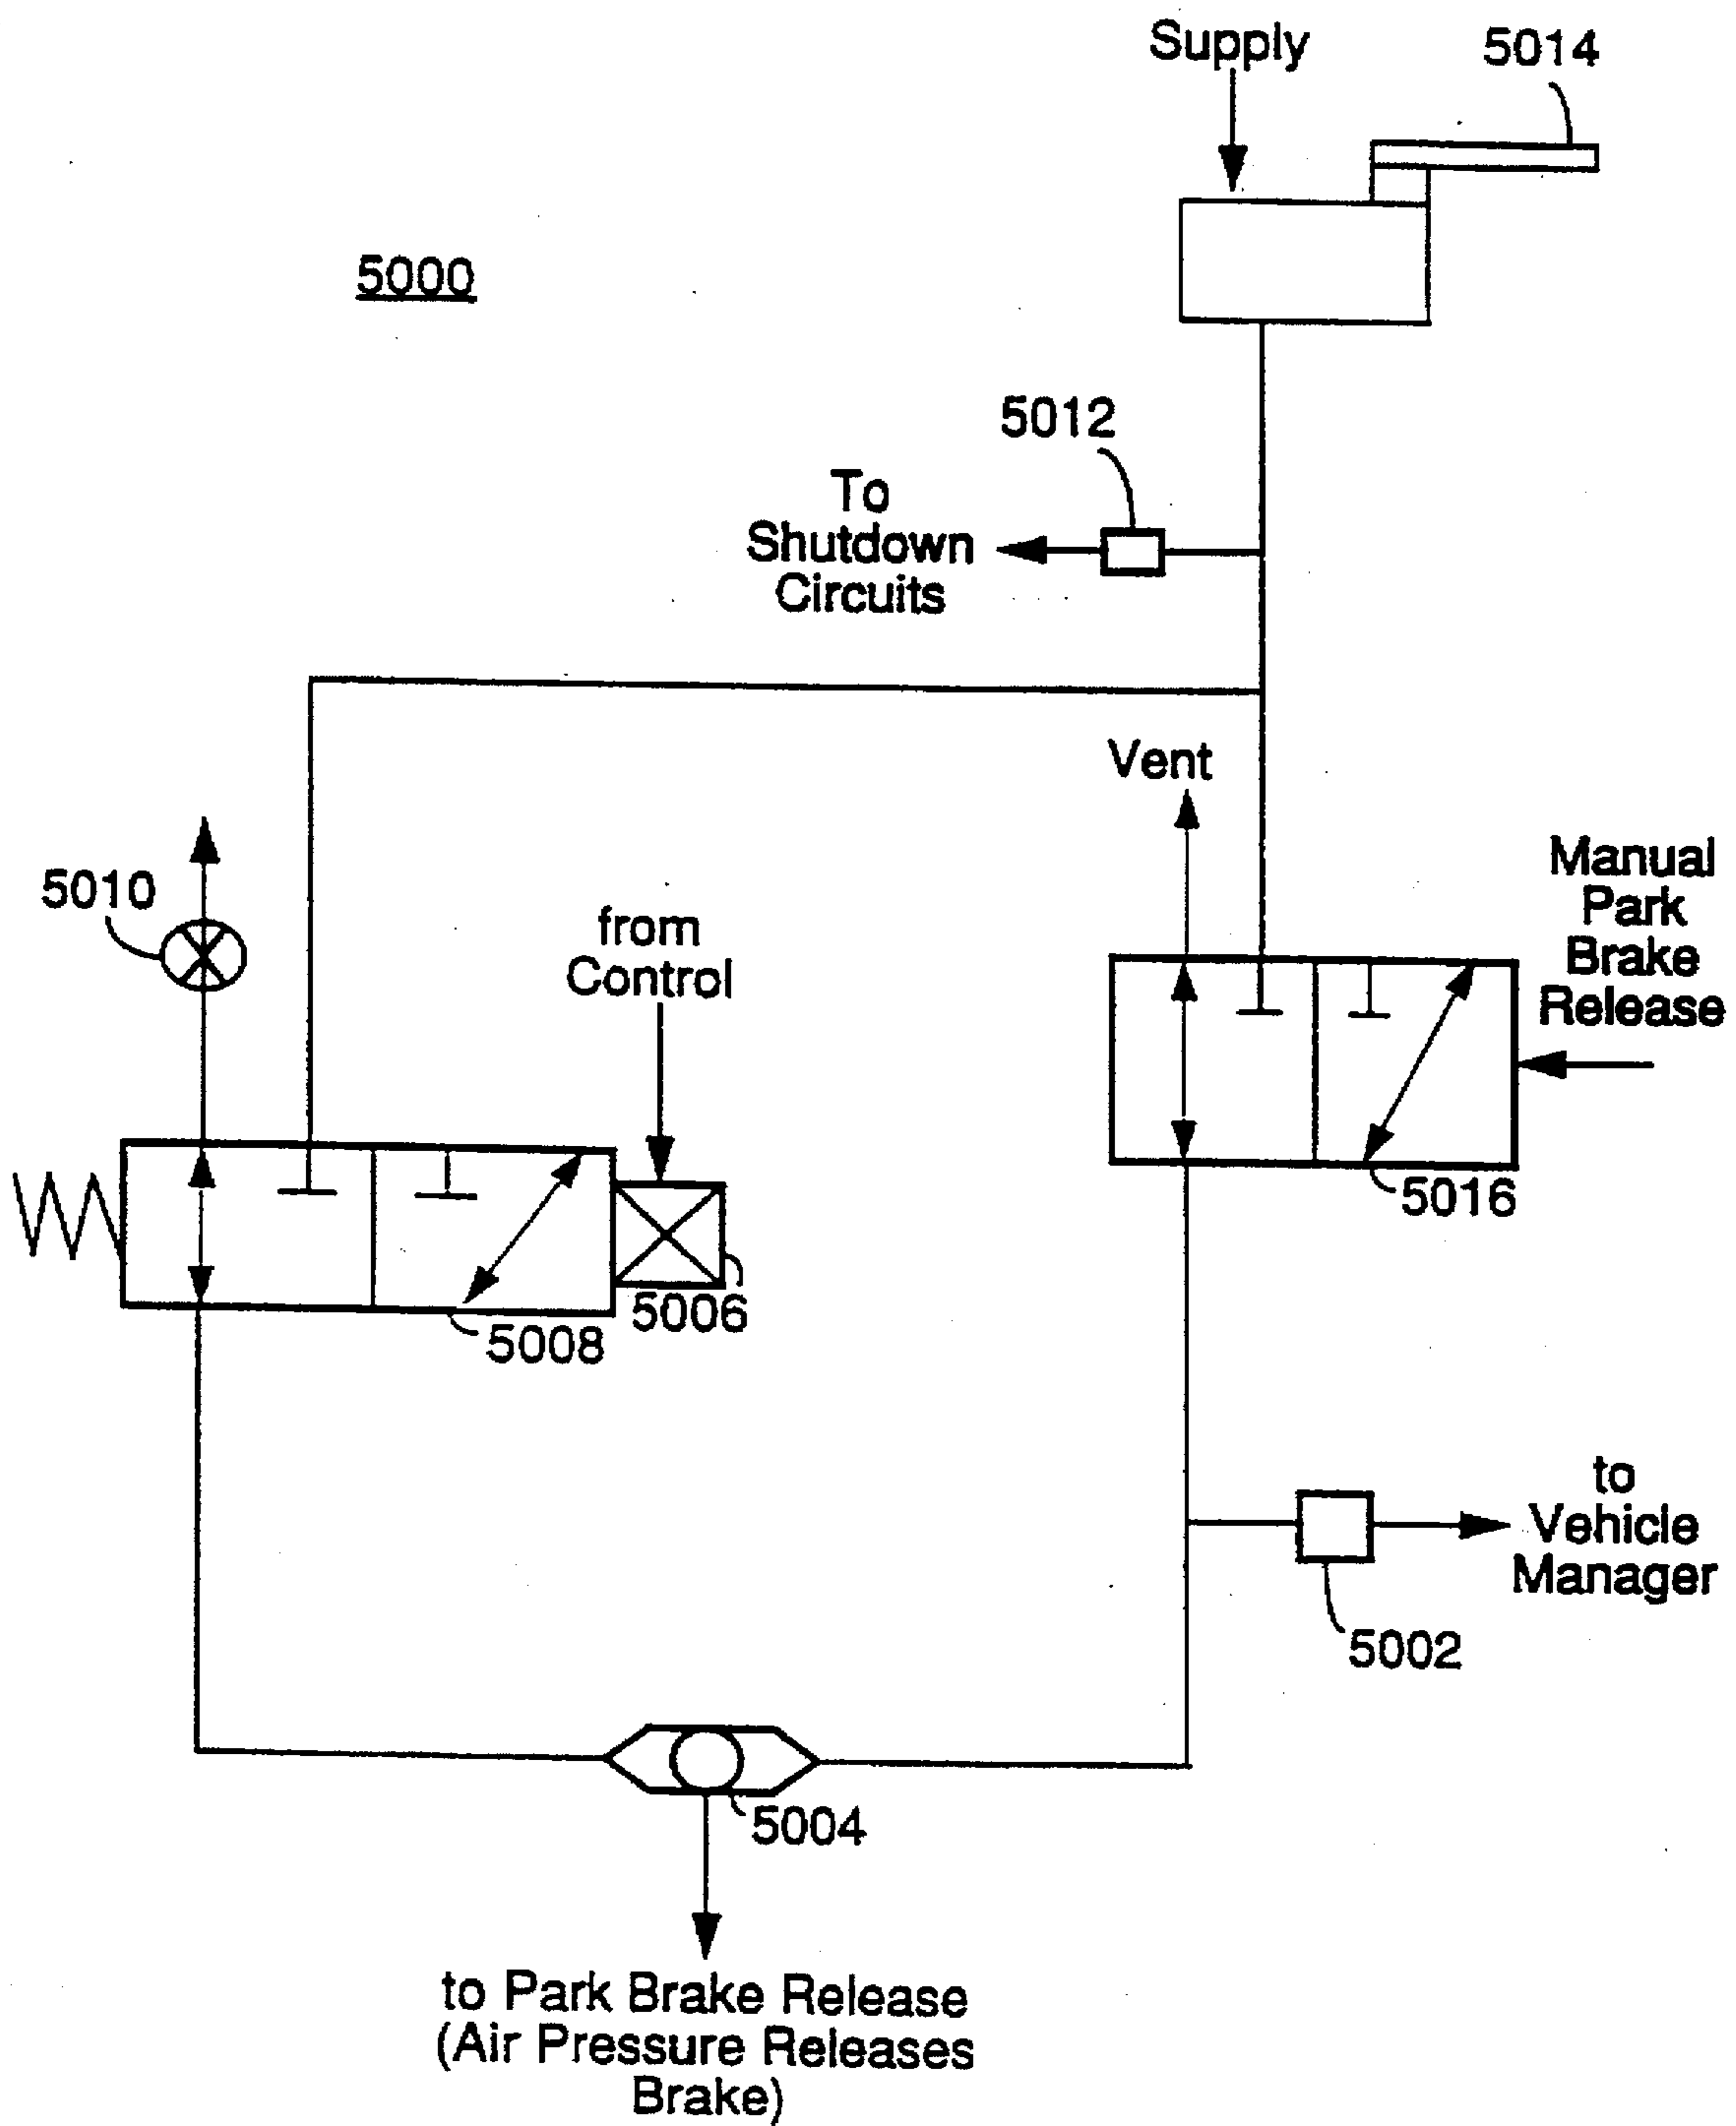 Supply
5014
5000
5012
To
Shutdown
Circuits
Vent
5010
from
Control
Manual
Park
Brake
Release
5016
5006
5008
to
Vehicle
Manager
5002
5004
to Park Brake Release
(Air Pressure Releases
Brake)